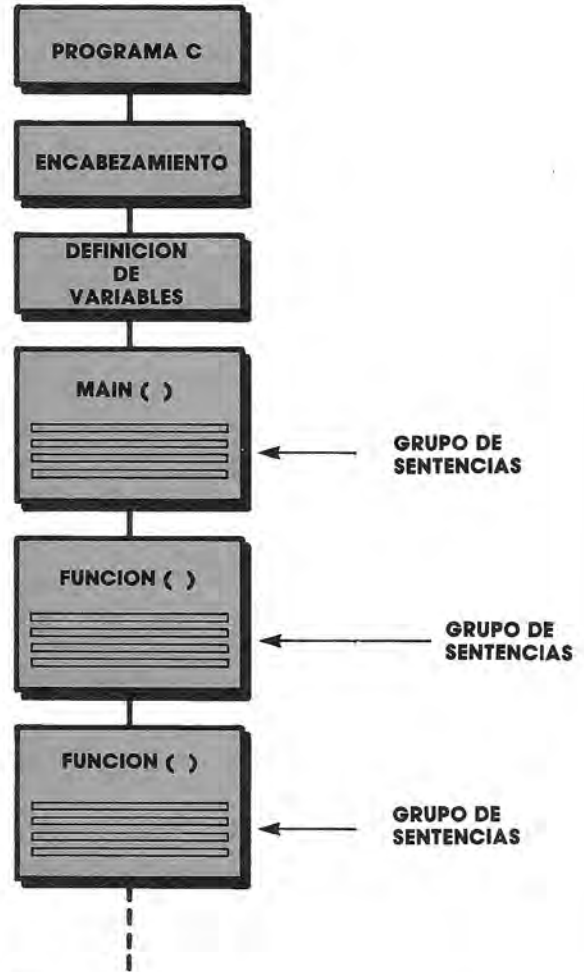 PROGRAMA C
ENCABEZAMIENTO
DEFINICION
DE
VARIABLES
MAIN ( )
GRUPO DE
SENTENCIAS
FUNCION ( )
GRUPO DE
SENTENCIAS
FUNCION ( )
GRUPO DE
SENTENCIAS